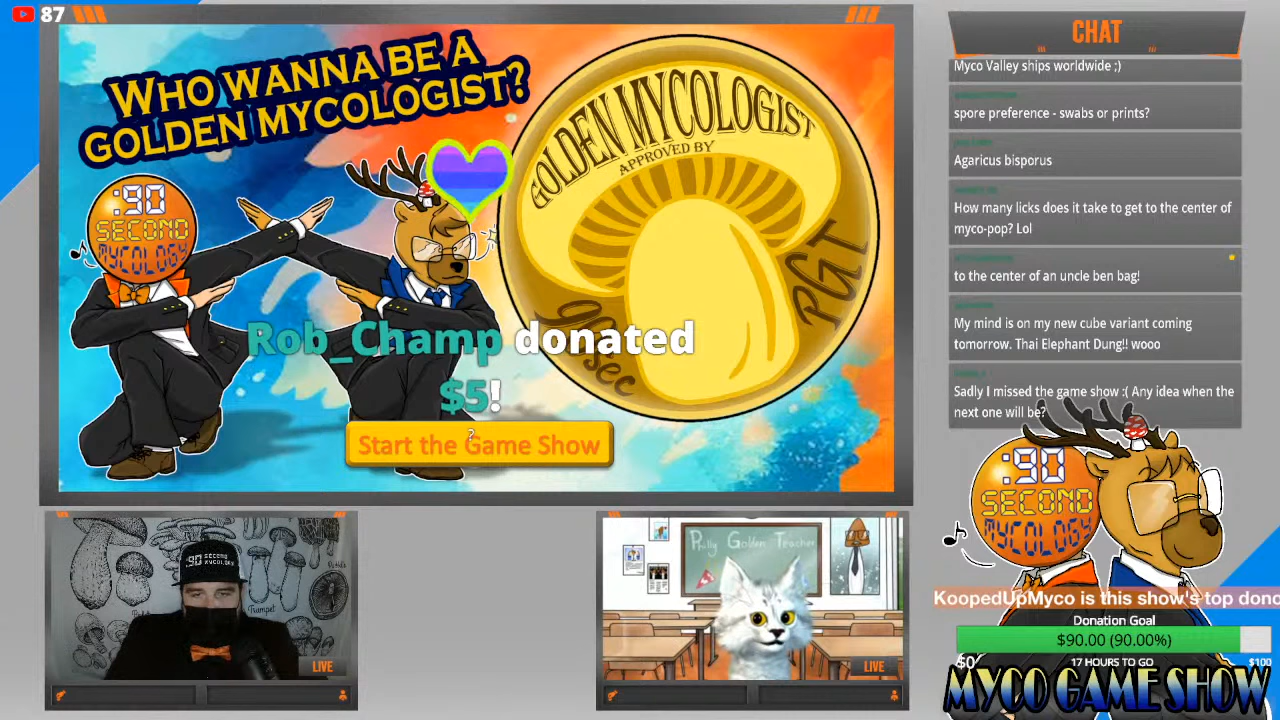 87
WHO WANNA BE A
GOLDEN MYCOLOGIST?
GOLDEN MYCOLOGIST
APPROVED BY
90sec
PGT
:90
SECOND
MYCOLOGY
Rob_Champ donated
$5!
?
Start the Game Show
CHAT
Myco Valley ships worldwide ;)
spore preference - swabs or prints?
Agaricus bisporus
How many licks does it take to get to the center of
myco-pop? Lol
to the center of an uncle ben bag!
My mind is on my new cube variant coming
tomorrow. Thai Elephant Dung!! wooo
Sadly I missed the game show :( Any idea when the
next one will be?
:90
SECOND
MYCOLOGY
KoopedUpMyco is this show's top dono
Donation Goal
$90.00 (90.00%)
$0
17 HOURS TO GO
$100
MYCO GAME SHOW
:90 SECOND
MYCOLOGY
Trumpet
LIVE
Philly Golden Teacher
LIVE